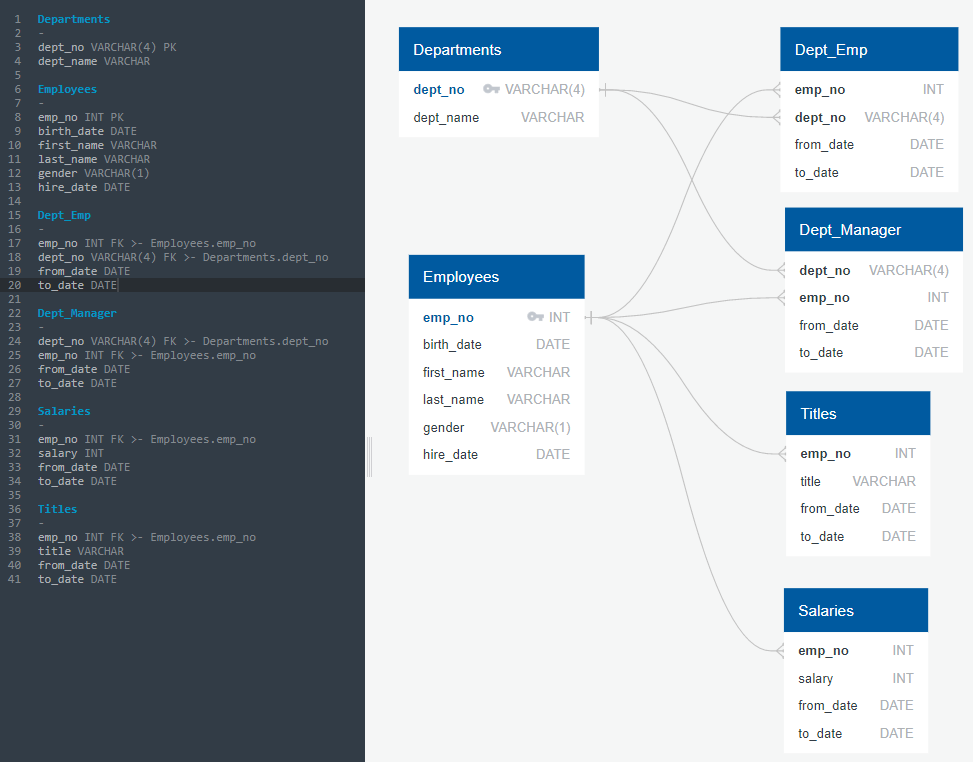 1 Departments
2 -
3 dept_no VARCHAR(4) PK
4 dept_name VARCHAR
5
6 Employees
7 -
8 emp_no INT PK
9 birth_date DATE
10 first_name VARCHAR
11 last_name VARCHAR
12 gender VARCHAR(1)
13 hire_date DATE
14
15 Dept_Emp
16 -
17 emp_no INT FK >- Employees.emp_no
18 dept_no VARCHAR(4) FK >- Departments.dept_no
19 from_date DATE
20 to_date DATE
21
22 Dept_Manager
23 -
24 dept_no VARCHAR(4) FK >- Departments.dept_no
25 emp_no INT FK >- Employees.emp_no
26 from_date DATE
27 to_date DATE
28
29 Salaries
30 -
31 emp_no INT FK >- Employees.emp_no
32 salary INT
33 from_date DATE
34 to_date DATE
35
36 Titles
37 -
38 emp_no INT FK >- Employees.emp_no
39 title VARCHAR
40 from_date DATE
41 to_date DATE
Departments
dept_no VARCHAR(4)
dept_name VARCHAR
Employees
emp_no INT
birth_date DATE
first_name VARCHAR
last_name VARCHAR
gender VARCHAR(1)
hire_date DATE
Dept_Emp
emp_no INT
dept_no VARCHAR(4)
from_date DATE
to_date DATE
Dept_Manager
dept_no VARCHAR(4)
emp_no INT
from_date DATE
to_date DATE
Titles
emp_no INT
title VARCHAR
from_date DATE
to_date DATE
Salaries
emp_no INT
salary INT
from_date DATE
to_date DATE